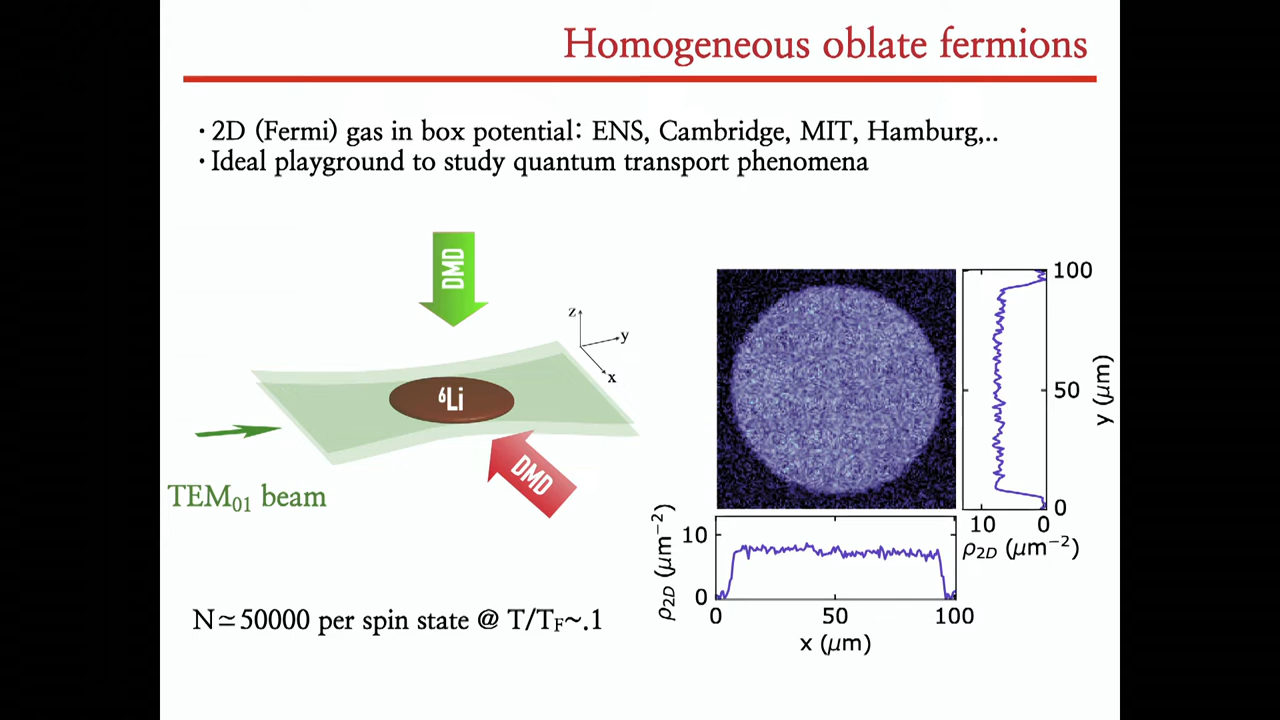 Homogeneous oblate fermions
· 2D (Fermi) gas in box potential: ENS, Cambridge, MIT, Hamburg,..
· Ideal playground to study quantum transport phenomena
DMD
z
y
x
⁶Li
DMD
TEM₀₁ beam
N≃50000 per spin state @ T/T_F~.1
100
50
0
y (μm)
10 0
ρ₂D (μm⁻²)
10
0
ρ₂D (μm⁻²)
0 50 100
x (μm)